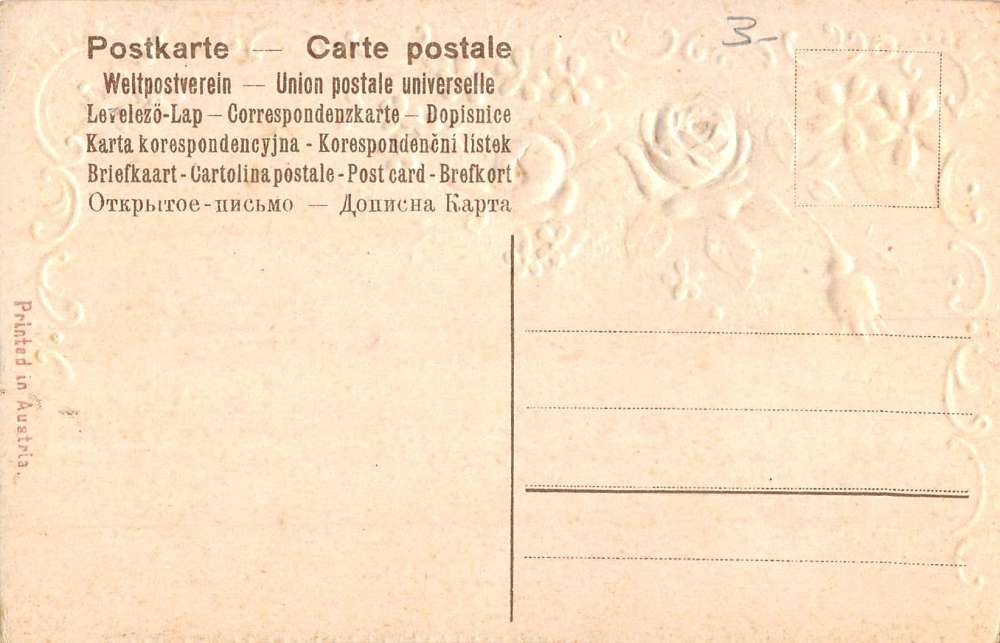 3-
Postkarte — Carte postale
Weltpostverein — Union postale universelle
Levelező-Lap — Correspondenzkarte — Dopisnice
Karta korespondencyjna - Korespondenční lístek
Briefkaart - Cartolina postale - Post card - Brefkort
Открытое-письмо — Дописна Карта
Printed in Austria.